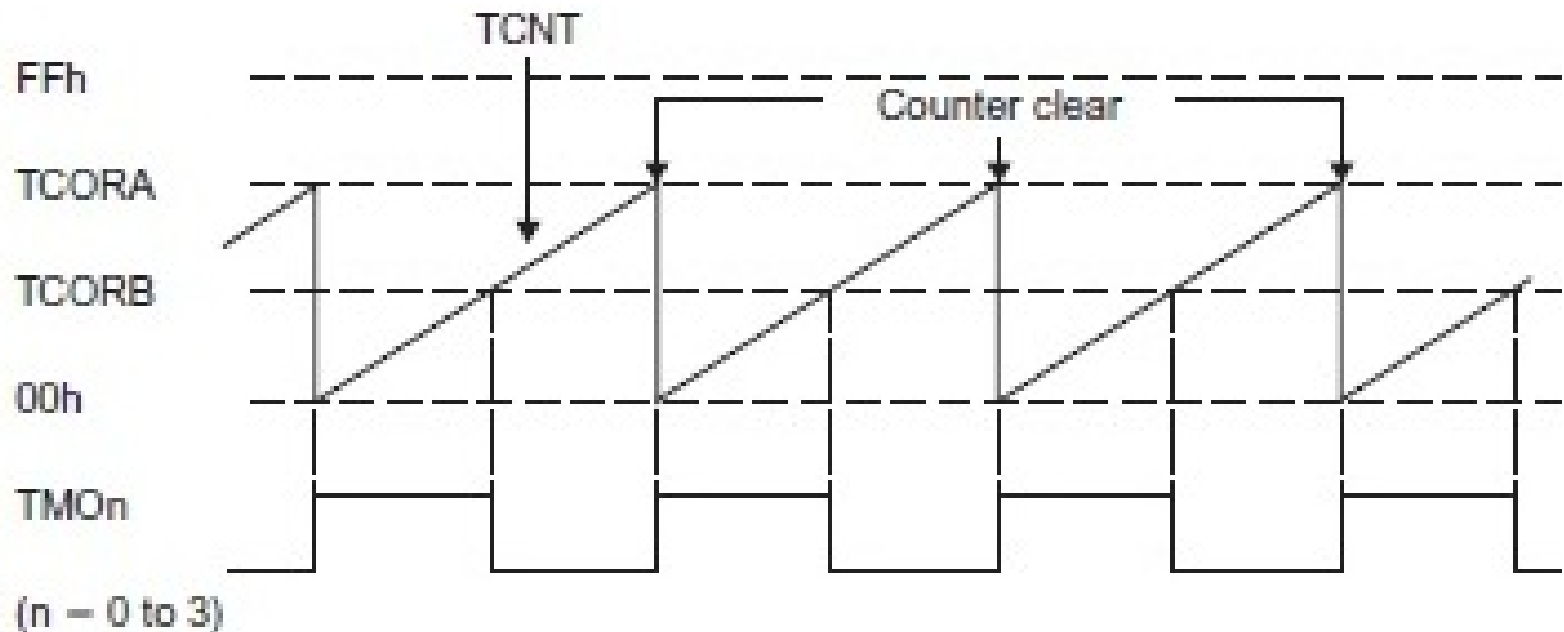 TCNT
FFh
Counter clear
TCORA
TCORB
00h
TMOn
(n = 0 to 3)